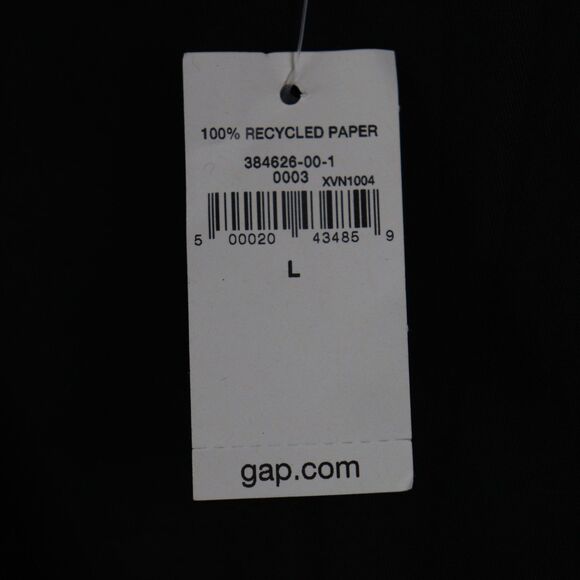 100% RECYCLED PAPER
384626-00-1
0003 XVN1004
5 00020 43485 9
L
gap.com